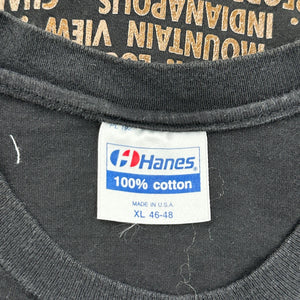 INDIANAPOLIS
MOUNTAIN VIEW
Hanes
100% cotton
MADE IN U.S.A.
XL 46-48